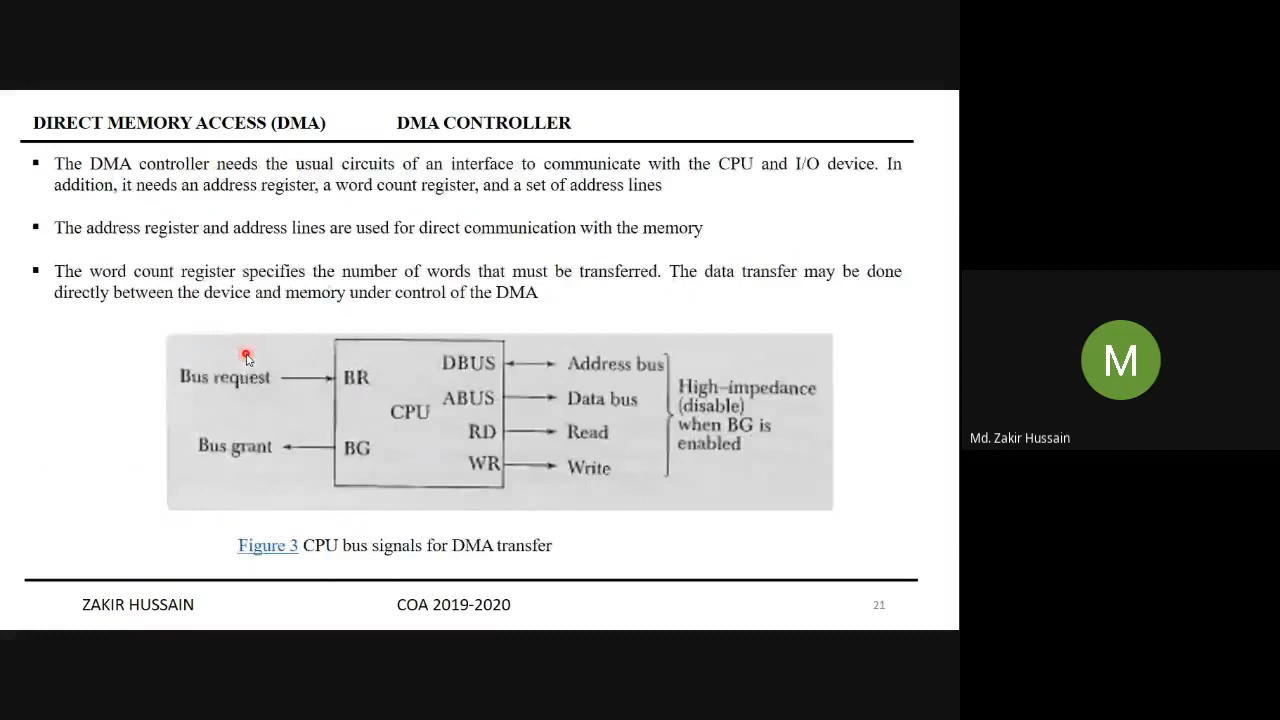 DIRECT MEMORY ACCESS (DMA) DMA CONTROLLER
▪ The DMA controller needs the usual circuits of an interface to communicate with the CPU and I/O device. In
addition, it needs an address register, a word count register, and a set of address lines
▪ The address register and address lines are used for direct communication with the memory
▪ The word count register specifies the number of words that must be transferred. The data transfer may be done
directly between the device and memory under control of the DMA
Bus request BR
Bus grant BG
CPU
DBUS Address bus
ABUS Data bus
RD Read
WR Write
High-impedance
(disable)
when BG is
enabled
Figure 3 CPU bus signals for DMA transfer
ZAKIR HUSSAIN COA 2019-2020 21
M
Md. Zakir Hussain